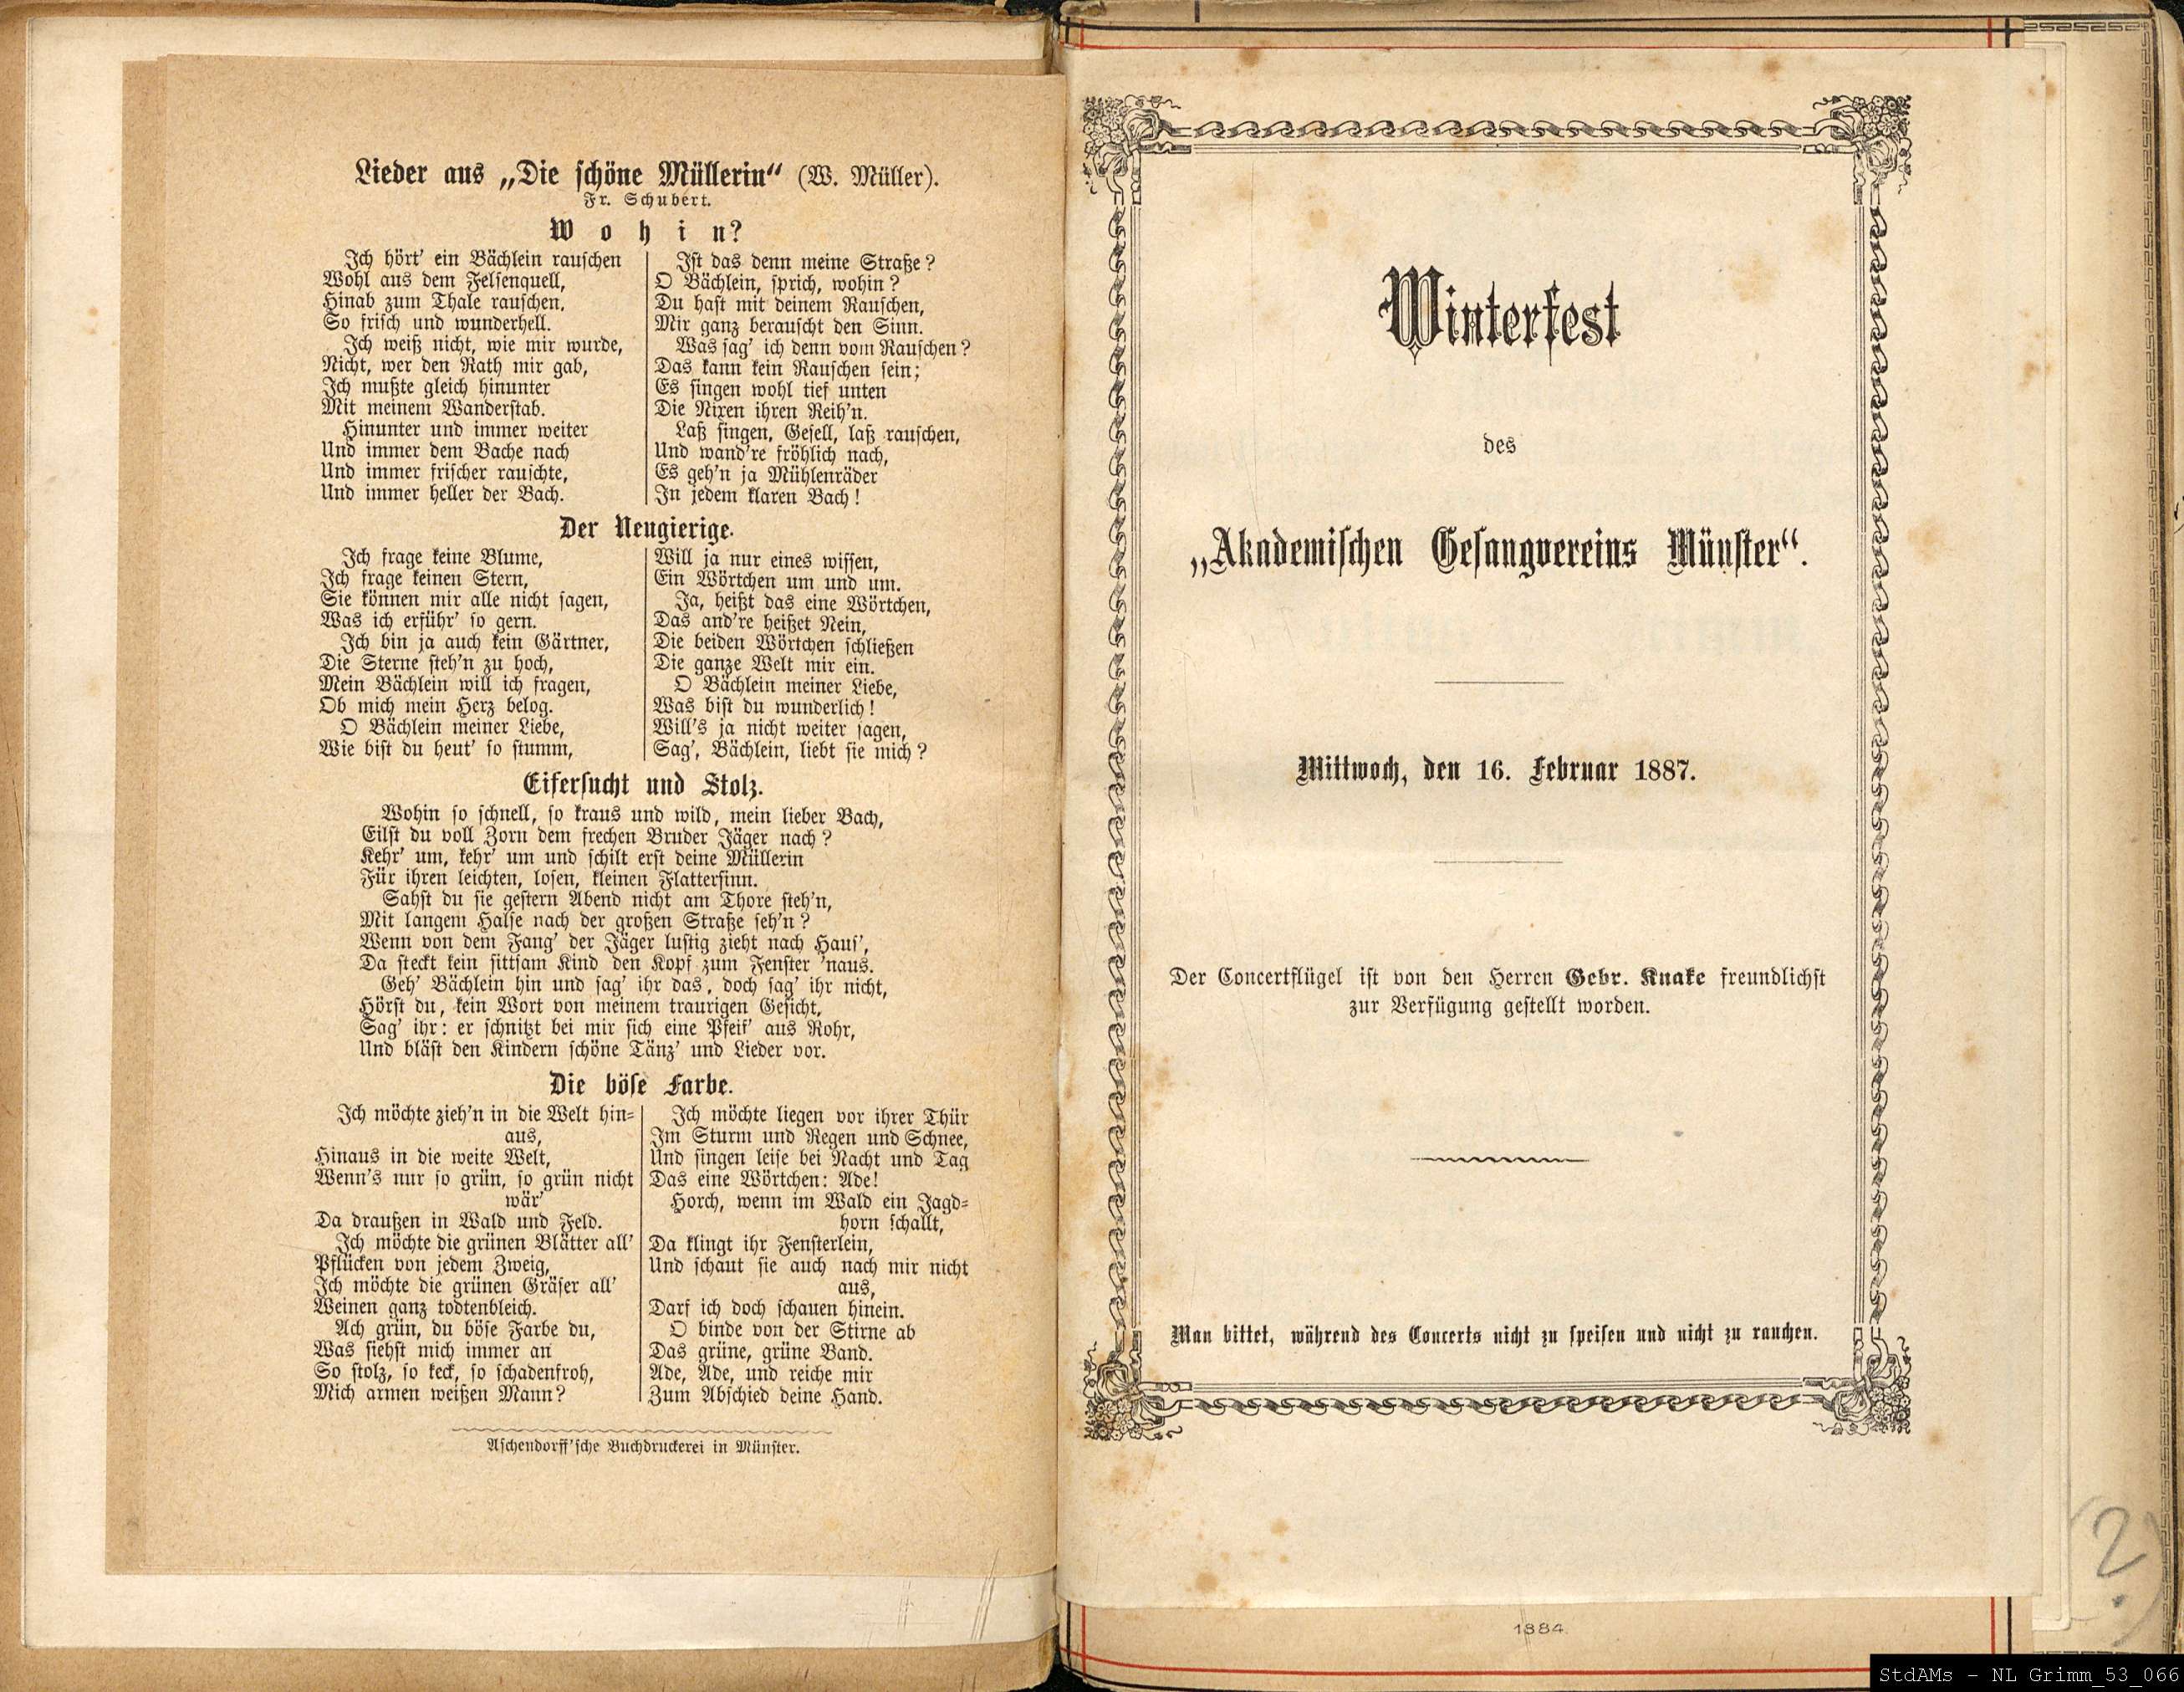 Lieder aus „Die schöne Müllerin“ (W. Müller).
Fr. Schubert.
Wohin?
Ich hört' ein Bächlein rauschen
Wohl aus dem Felsenquell,
Hinab zum Thale rauschen,
So frisch und wunderhell.
Ich weiß nicht, wie mir wurde,
Nicht, wer den Rath mir gab,
Ich mußte gleich hinunter
Mit meinem Wanderstab.
Hinunter und immer weiter
Und immer dem Bache nach
Und immer frischer rauschte,
Und immer heller der Bach.
Ist das denn meine Straße?
O Bächlein, sprich, wohin?
Du hast mit deinem Rauschen,
Mir ganz berauscht den Sinn.
Was sag' ich denn vom Rauschen?
Das kann kein Rauschen sein;
Es singen wohl tief unten
Die Nixen ihren Reih'n.
Laß singen, Gesell, laß rauschen,
Und wand're fröhlich nach,
Es geh'n ja Mühlenräder
In jedem klaren Bach!
Der Neugierige.
Ich frage keine Blume,
Ich frage keinen Stern,
Sie können mir alle nicht sagen,
Was ich erführ' so gern.
Ich bin ja auch kein Gärtner,
Die Sterne steh'n zu hoch,
Mein Bächlein will ich fragen,
Ob mich mein Herz belog.
O Bächlein meiner Liebe,
Wie bist du heut' so stumm,
Will ja nur eines wissen,
Ein Wörtchen um und um.
Ja, heißt das eine Wörtchen,
Das and're heißet Nein,
Die beiden Wörtchen schließen
Die ganze Welt mir ein.
O Bächlein meiner Liebe,
Was bist du wunderlich!
Will's ja nicht weiter sagen,
Sag', Bächlein, liebt sie mich?
Eifersucht und Stolz.
Wohin so schnell, so kraus und wild, mein lieber Bach,
Eilst du voll Zorn dem frechen Bruder Jäger nach?
Kehr' um, kehr' um und schilt erst deine Müllerin
Für ihren leichten, losen, kleinen Flattersinn.
Sahst du sie gestern Abend nicht am Thore steh'n,
Mit langem Halse nach der großen Straße seh'n?
Wenn von dem Fang' der Jäger lustig zieht nach Haus',
Da steckt kein sittsam Kind den Kopf zum Fenster 'naus.
Geh' Bächlein hin und sag' ihr das, doch sag' ihr nicht,
Hörst du, kein Wort von meinem traurigen Gesicht,
Sag' ihr: er schnitzt bei mir sich eine Pfeif' aus Rohr,
Und bläst den Kindern schöne Tänz' und Lieder vor.
Die böse Farbe.
Ich möchte zieh'n in die Welt hin-
aus,
Hinaus in die weite Welt,
Wenn's nur so grün, so grün nicht
wär'
Da draußen in Wald und Feld.
Ich möchte die grünen Blätter all'
Pflücken von jedem Zweig,
Ich möchte die grünen Gräser all'
Weinen ganz todtenbleich.
Ach grün, du böse Farbe du,
Was siehst mich immer an
So stolz, so keck, so schadenfroh,
Mich armen weißen Mann?
Ich möchte liegen vor ihrer Thür
Im Sturm und Regen und Schnee,
Und singen leise bei Nacht und Tag
Das eine Wörtchen: Ade!
Horch, wenn im Wald ein Jagd-
horn schallt,
Da klingt ihr Fensterlein,
Und schaut sie auch nach mir nicht
aus,
Darf ich doch schauen hinein.
O binde von der Stirne ab
Das grüne, grüne Band.
Ade, Ade, und reiche mir
Zum Abschied deine Hand.
Aschendorff'sche Buchdruckerei in Münster.
Winterfest
des
„Akademischen Gesangvereins Münster“.
Mittwoch, den 16. Februar 1887.
Der Concertflügel ist von den Herren Gebr. Knake freundlichst
zur Verfügung gestellt worden.
Man bittet, während des Concerts nicht zu speisen und nicht zu rauchen.
1884
(?)
StdAMs - NL Grimm_53_066